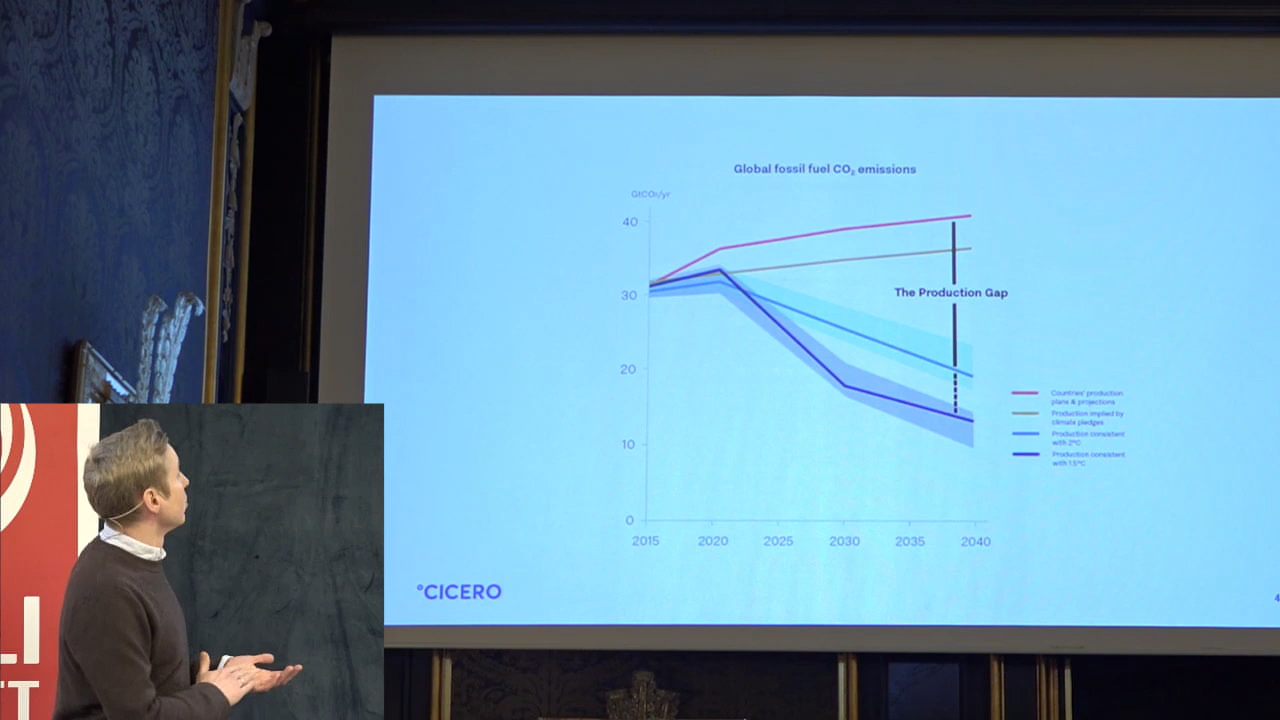 Global fossil fuel CO₂ emissions
GtCO₂/yr
40
30
20
10
0
2015 2020 2025 2030 2035 2040
The Production Gap
Countries' production
plans & projections
Production implied by
climate pledges
Production consistent
with 2°C
Production consistent
with 1.5°C
°CICERO
4
LI
T